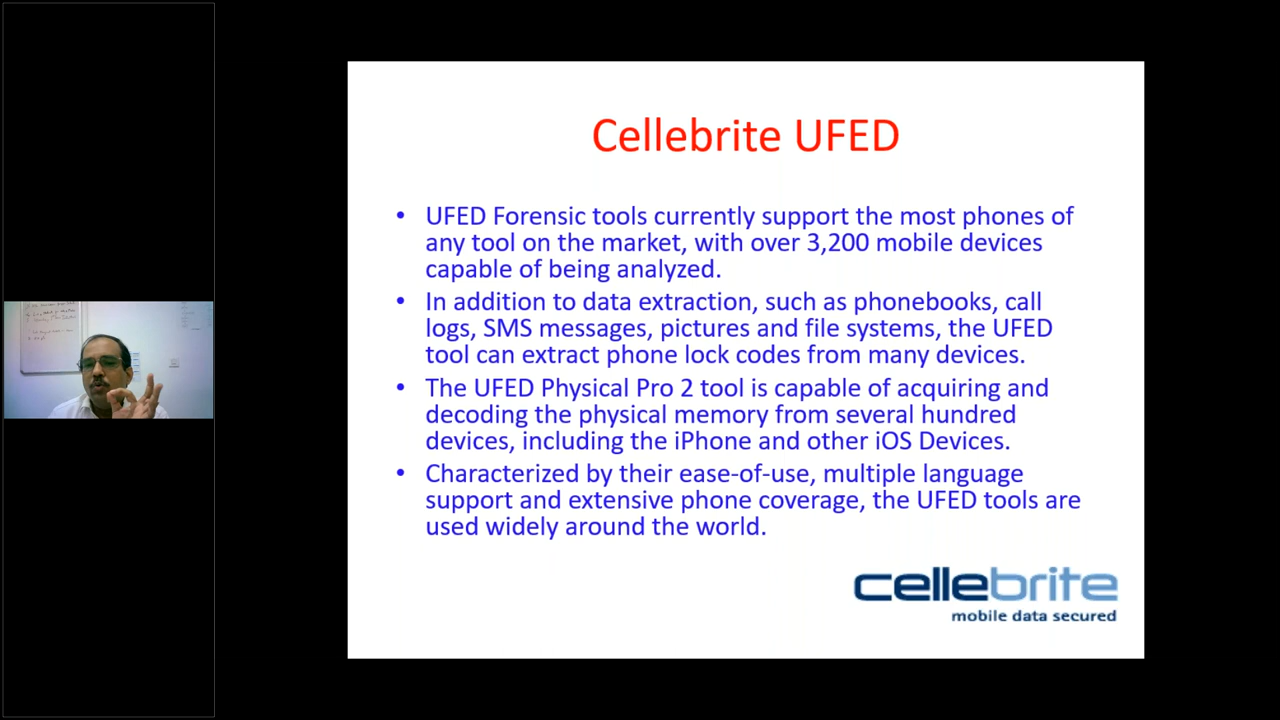 Cellebrite UFED
• UFED Forensic tools currently support the most phones of
any tool on the market, with over 3,200 mobile devices
capable of being analyzed.
• In addition to data extraction, such as phonebooks, call
logs, SMS messages, pictures and file systems, the UFED
tool can extract phone lock codes from many devices.
• The UFED Physical Pro 2 tool is capable of acquiring and
decoding the physical memory from several hundred
devices, including the iPhone and other iOS Devices.
• Characterized by their ease-of-use, multiple language
support and extensive phone coverage, the UFED tools are
used widely around the world.
cellebrite
mobile data secured